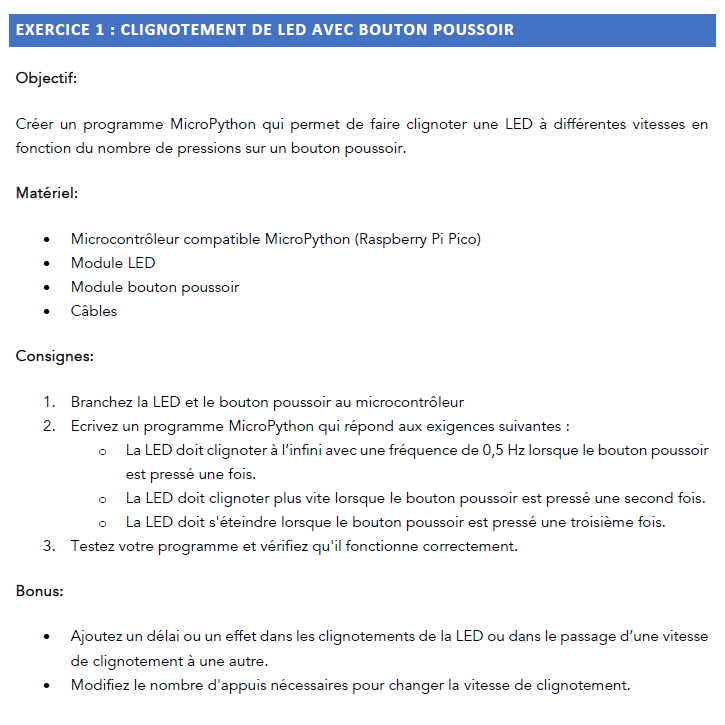 EXERCICE 1 : CLIGNOTEMENT DE LED AVEC BOUTON POUSSOIR
Objectif:
Créer un programme MicroPython qui permet de faire clignoter une LED à différentes vitesses en
fonction du nombre de pressions sur un bouton poussoir.
Matériel:
• Microcontrôleur compatible MicroPython (Raspberry Pi Pico)
• Module LED
• Module bouton poussoir
• Câbles
Consignes:
1. Branchez la LED et le bouton poussoir au microcontrôleur
2. Ecrivez un programme MicroPython qui répond aux exigences suivantes :
o La LED doit clignoter à l’infini avec une fréquence de 0,5 Hz lorsque le bouton poussoir
est pressé une fois.
o La LED doit clignoter plus vite lorsque le bouton poussoir est pressé une second fois.
o La LED doit s'éteindre lorsque le bouton poussoir est pressé une troisième fois.
3. Testez votre programme et vérifiez qu'il fonctionne correctement.
Bonus:
• Ajoutez un délai ou un effet dans les clignotements de la LED ou dans le passage d’une vitesse
de clignotement à une autre.
• Modifiez le nombre d'appuis nécessaires pour changer la vitesse de clignotement.